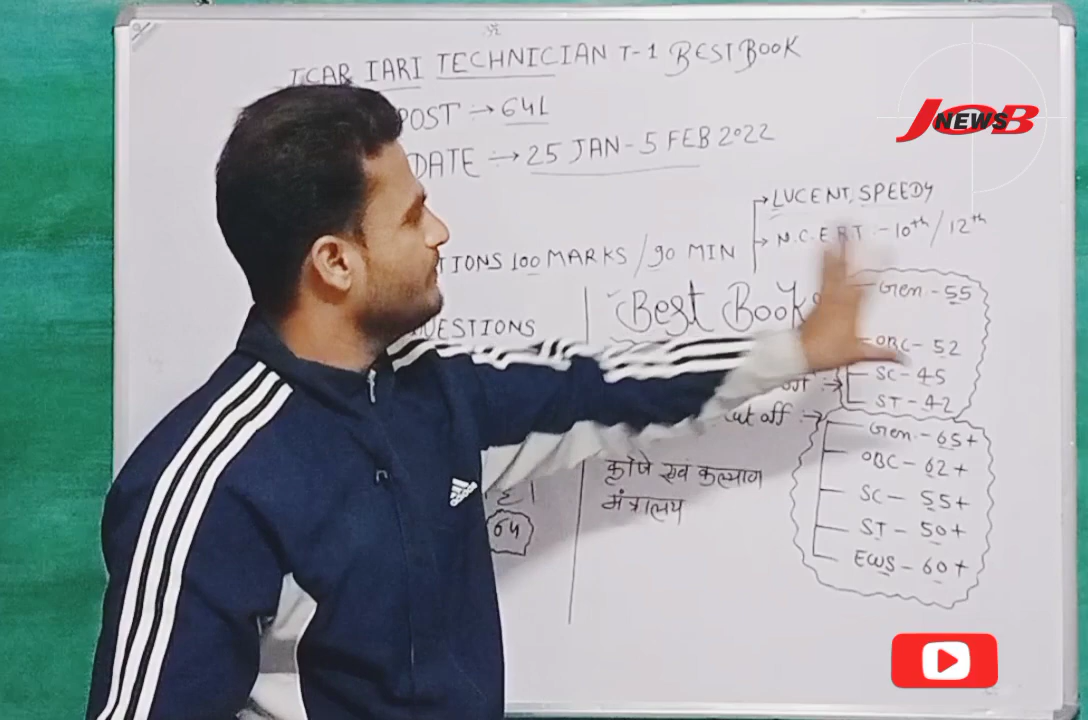 ICAR IARI TECHNICIAN T-1 BEST BOOK
POST → 641
DATE → 25 JAN - 5 FEB 2022
TIONS 100 MARKS / 90 MIN
→ LUCENT, SPEEDY
→ N.C.E.R.T. - 10th / 12th
QUESTIONS
Best Book
Gen - 55
OBC - 52
SC - 45
ST - 42
cut off : →
Gen. - 65+
OBC - 62+
SC - 55+
ST - 50+
EWS - 60+
कृषि एवं कल्याण
मंत्रालय
64
JOB
NEWS